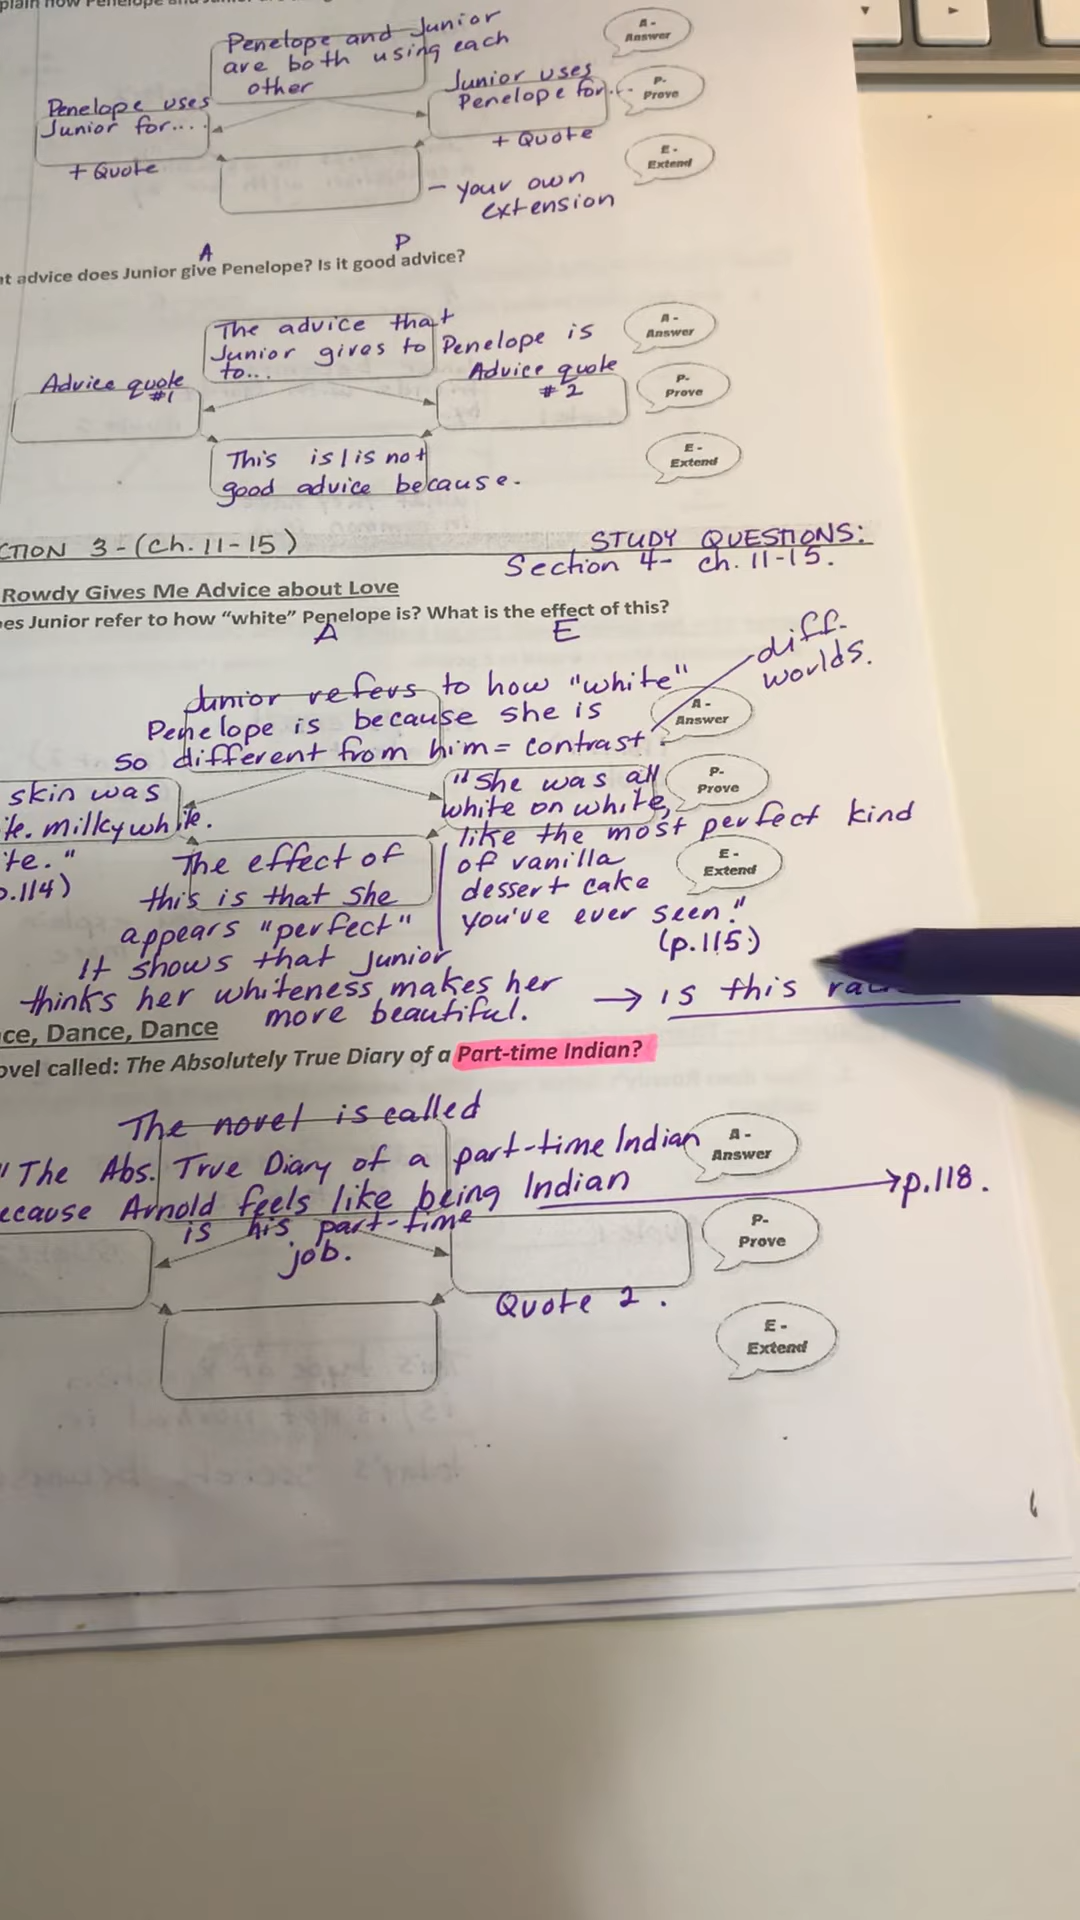 plain how Penelope and Junior are
Penelope and Junior
are both using each
other
A-
Answer
Penelope uses
Junior for....
+ Quote
Junior uses
Penelope for...
+ Quote
P-
Prove
- your own
extension
E-
Extend
A P
at advice does Junior give Penelope? Is it good advice?
The advice that
Junior gives to Penelope is
to...
A-
Answer
Advice quote
#1
Advice quote
#2
P-
Prove
This is/is not
good advice because.
E-
Extend
CTION 3-(Ch. 11-15)
STUDY QUESTIONS:
Section 4- ch. 11-15.
Rowdy Gives Me Advice about Love
es Junior refer to how “white” Penelope is? What is the effect of this?
A E
Junior refers to how "white"
Penelope is because she is
so different from him = contrast.
diff.
worlds.
A-
Answer
skin was
te. milky white.
te."
p.114)
"She was all
white on white,
like the most perfect kind
of vanilla
dessert cake
you've ever seen."
(p.115)
P-
Prove
The effect of
this is that she
appears "perfect"
It shows that Junior
thinks her whiteness makes her
more beautiful.
E-
Extend
→ is this
ce, Dance, Dance
ovel called: The Absolutely True Diary of a Part-time Indian?
The novel is called
"The Abs. True Diary of a part-time Indian
ecause Arnold feels like being Indian
is his part-time
job.
→p.118.
A-
Answer
P-
Prove
Quote 2.
E-
Extend